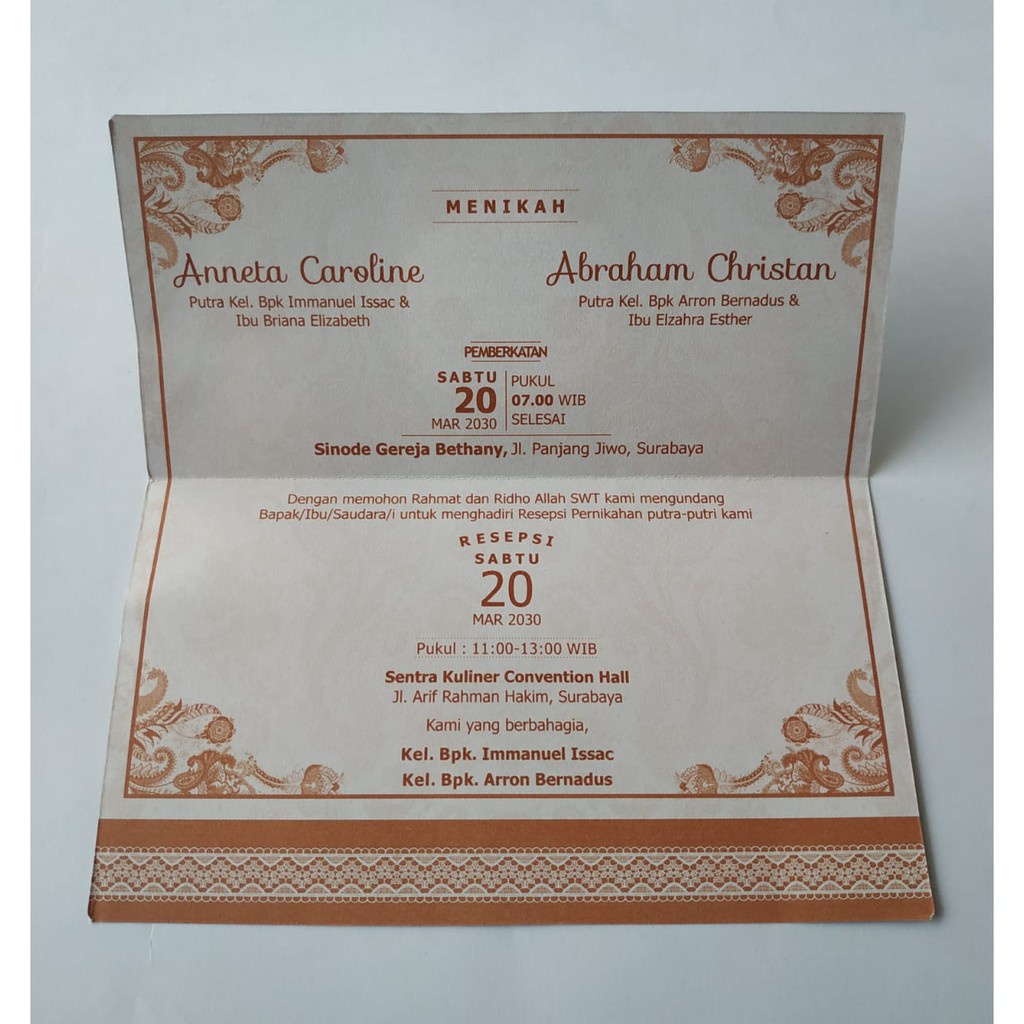 MENIKAH
Anneta Caroline
Putra Kel. Bpk Immanuel Issac &
Ibu Briana Elizabeth
Abraham Christan
Putra Kel. Bpk Arron Bernadus &
Ibu Elzahra Esther
PEMBERKATAN
SABTU
20
MAR 2030
PUKUL
07.00 WIB
SELESAI
Sinode Gereja Bethany, Jl. Panjang Jiwo, Surabaya
Dengan memohon Rahmat dan Ridho Allah SWT kami mengundang
Bapak/Ibu/Saudara/i untuk menghadiri Resepsi Pernikahan putra-putri kami
RESEPSI
SABTU
20
MAR 2030
Pukul : 11:00-13:00 WIB
Sentra Kuliner Convention Hall
Jl. Arif Rahman Hakim, Surabaya
Kami yang berbahagia,
Kel. Bpk. Immanuel Issac
Kel. Bpk. Arron Bernadus